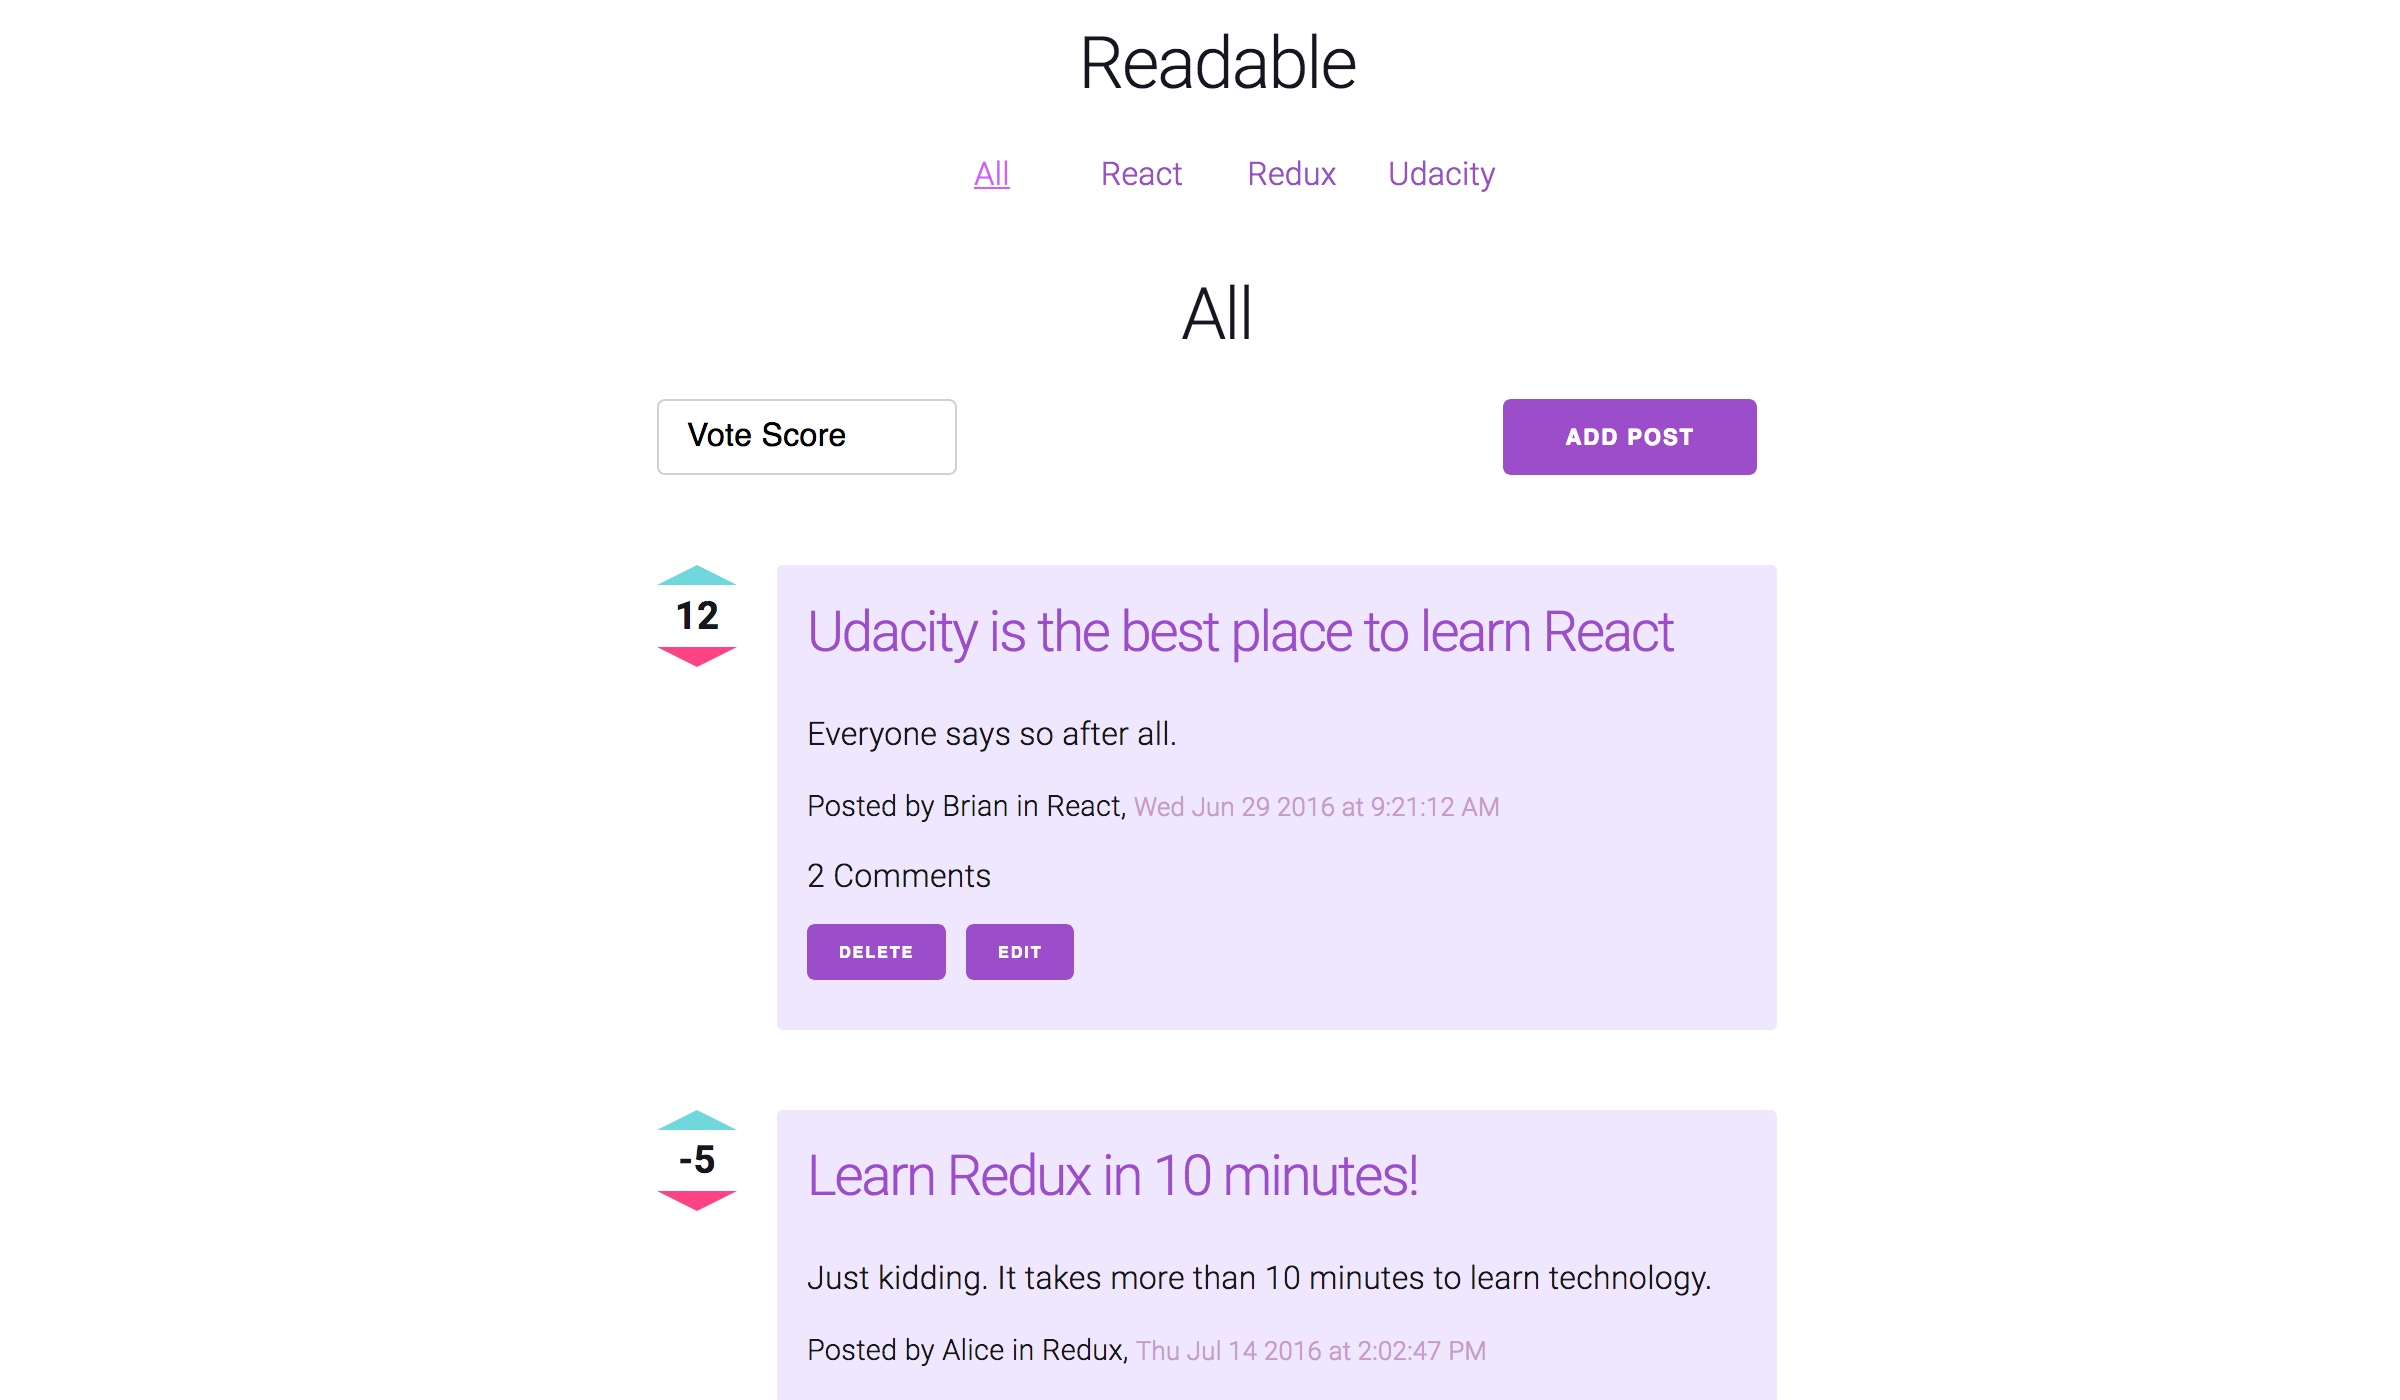 Readable
All React Redux Udacity
All
Vote Score
ADD POST
12
Udacity is the best place to learn React
Everyone says so after all.
Posted by Brian in React, Wed Jun 29 2016 at 9:21:12 AM
2 Comments
DELETE EDIT
-5
Learn Redux in 10 minutes!
Just kidding. It takes more than 10 minutes to learn technology.
Posted by Alice in Redux, Thu Jul 14 2016 at 2:02:47 PM